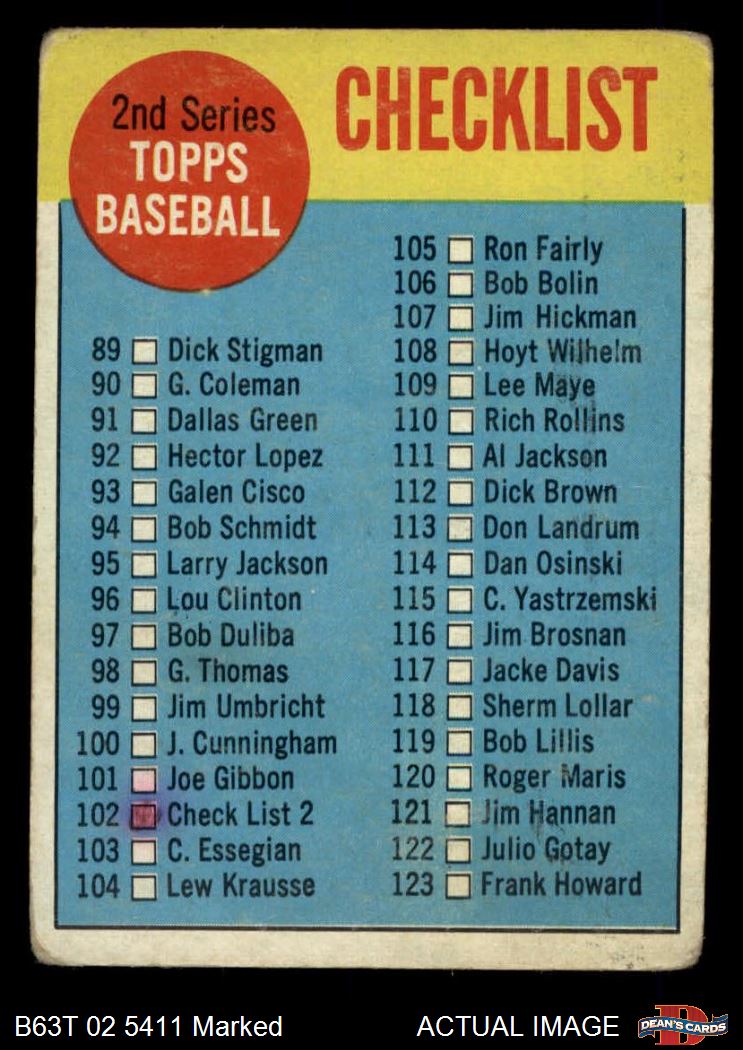 2nd Series
TOPPS
BASEBALL
CHECKLIST
89 Dick Stigman
90 G. Coleman
91 Dallas Green
92 Hector Lopez
93 Galen Cisco
94 Bob Schmidt
95 Larry Jackson
96 Lou Clinton
97 Bob Duliba
98 G. Thomas
99 Jim Umbricht
100 J. Cunningham
101 Joe Gibbon
102 Check List 2
103 C. Essegian
104 Lew Krausse
105 Ron Fairly
106 Bob Bolin
107 Jim Hickman
108 Hoyt Wilhelm
109 Lee Maye
110 Rich Rollins
111 Al Jackson
112 Dick Brown
113 Don Landrum
114 Dan Osinski
115 C. Yastrzemski
116 Jim Brosnan
117 Jacke Davis
118 Sherm Lollar
119 Bob Lillis
120 Roger Maris
121 Jim Hannan
122 Julio Gotay
123 Frank Howard
B63T 02 5411 Marked
ACTUAL IMAGE
DEAN'S CARDS